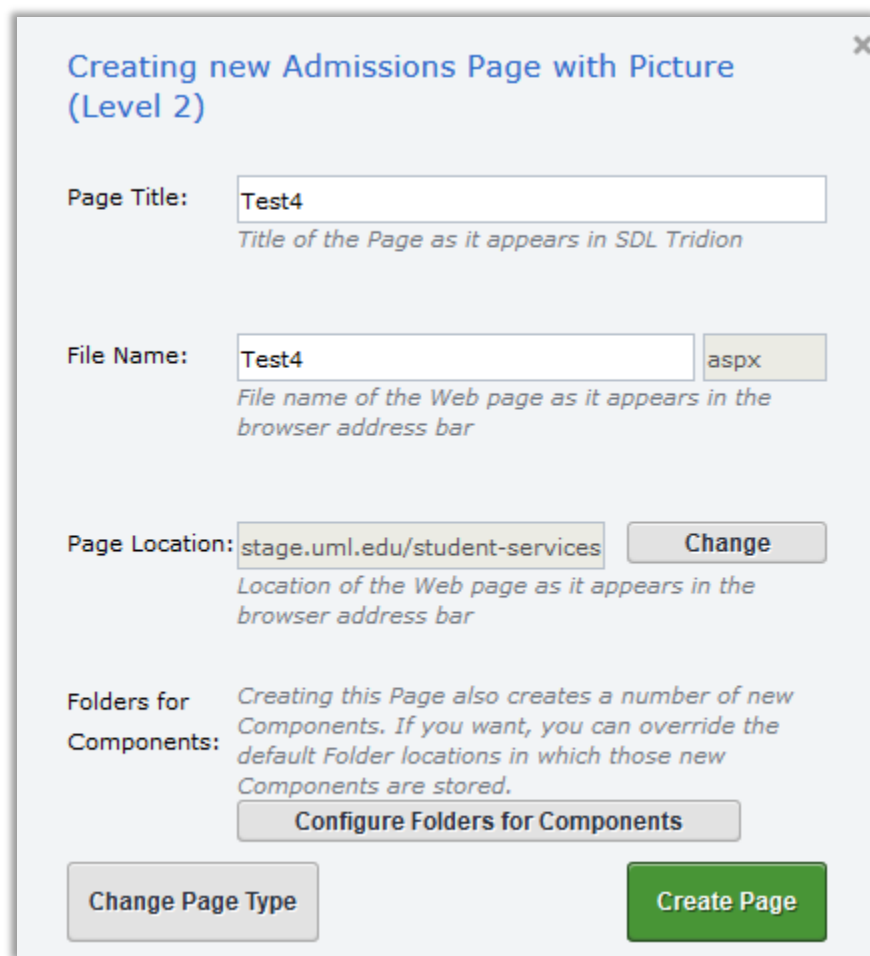 Creating new Admissions Page with Picture
(Level 2)
Page Title:
Test4
Title of the Page as it appears in SDL Tridion
File Name:
Test4
aspx
File name of the Web page as it appears in the
browser address bar
Page Location:
stage.uml.edu/student-services
Change
Location of the Web page as it appears in the
browser address bar
Folders for
Components:
Creating this Page also creates a number of new
Components. If you want, you can override the
default Folder locations in which those new
Components are stored.
Configure Folders for Components
Change Page Type
Create Page